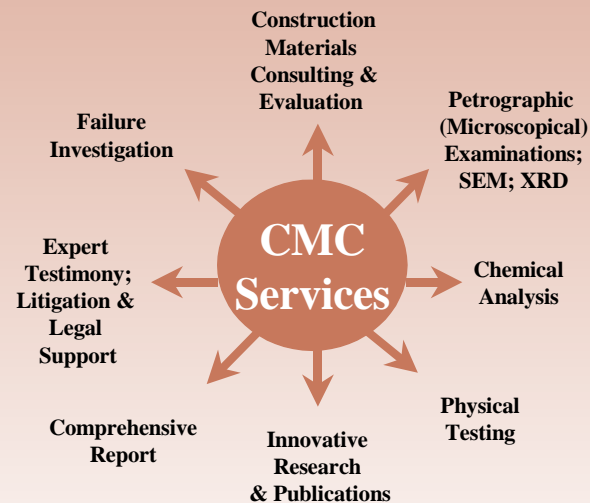 Construction
Materials
Consulting &
Evaluation
Petrographic
(Microscopical)
Examinations;
SEM; XRD
Chemical
Analysis
Physical
Testing
Innovative
Research
& Publications
Comprehensive
Report
Expert
Testimony;
Litigation &
Legal
Support
Failure
Investigation
CMC
Services